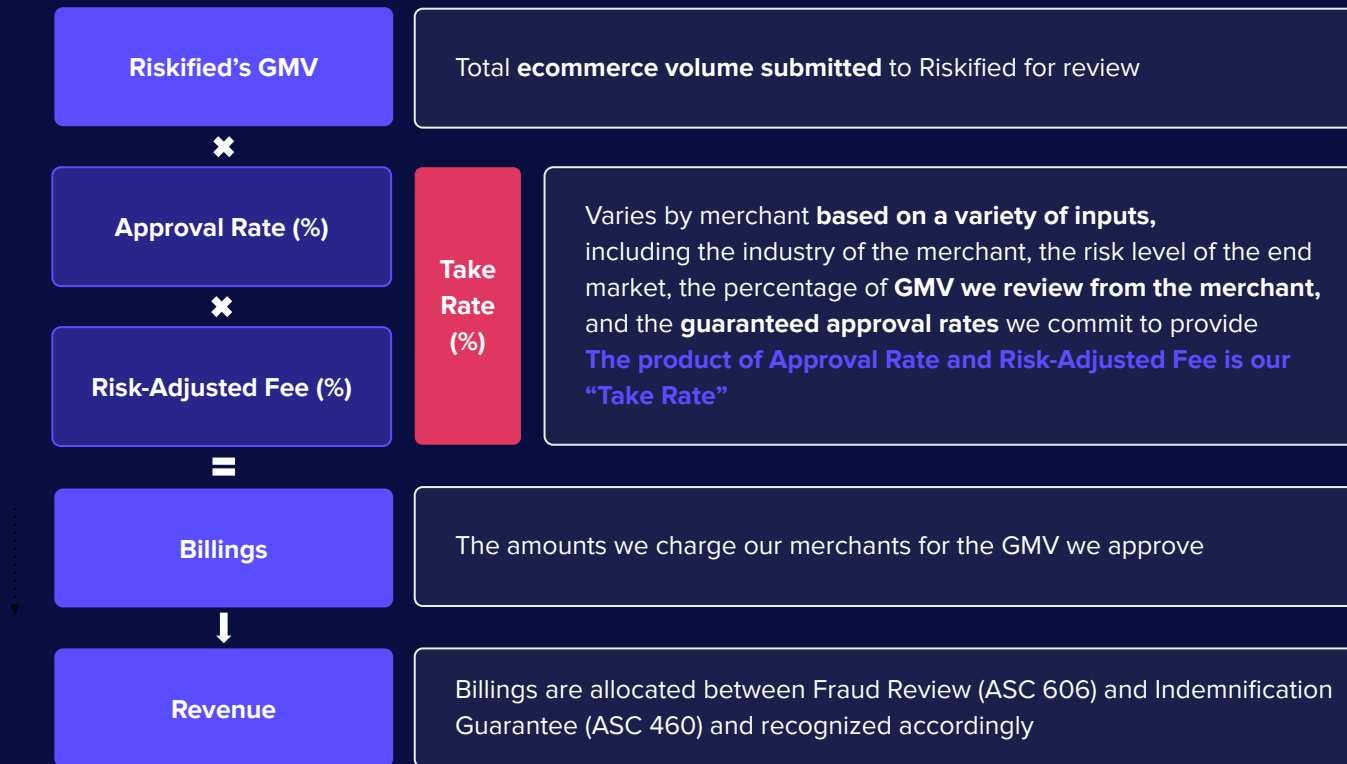 Riskified's GMV
Total ecommerce volume submitted to Riskified for review
Approval Rate (%)
Risk-Adjusted Fee (%)
Take
Rate
(%)
Varies by merchant based on a variety of inputs,
including the industry of the merchant, the risk level of the end
market, the percentage of GMV we review from the merchant,
and the guaranteed approval rates we commit to provide
The product of Approval Rate and Risk-Adjusted Fee is our
“Take Rate”
Billings
The amounts we charge our merchants for the GMV we approve
Revenue
Billings are allocated between Fraud Review (ASC 606) and Indemnification
Guarantee (ASC 460) and recognized accordingly